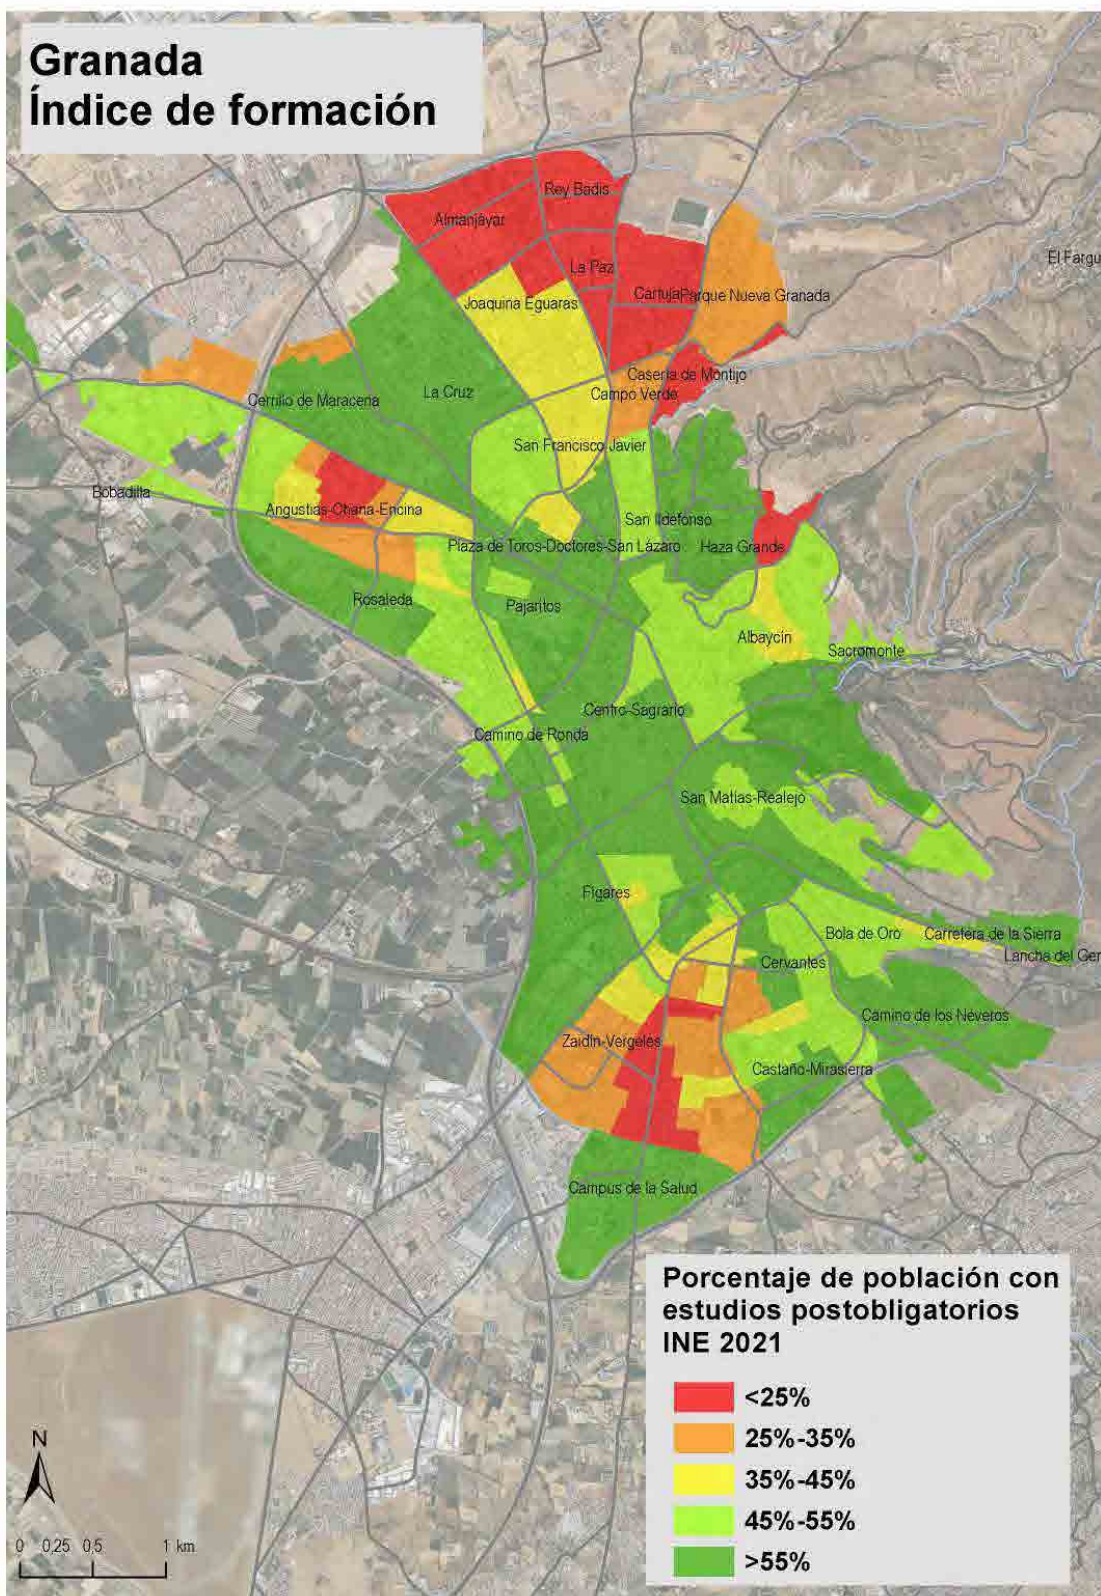 Granada
Índice de formación
Rey Badis
Almanjáyar
El Fargu
La Paz
Cartuja
Parque Nueva Granada
Joaquina Eguaras
Casería de Montijo
Campo Verde
La Cruz
Cerrillo de Maracena
San Francisco Javier
Bobadilla
Angustias-Chana-Encina
San Ildefonso
Plaza de Toros-Doctores-San Lázaro
Haza Grande
Rosaleda
Pajaritos
Albaycín
Sacromonte
Centro-Sagrario
Camino de Ronda
San Matías-Realejo
Fígares
Bola de Oro
Carretera de la Sierra
Lancha del Gen
Cervantes
Camino de los Neveros
Zaidín-Vergeles
Castaño-Mirasierra
Campus de la Salud
Porcentaje de población con
estudios postobligatorios
INE 2021
<25%
25%-35%
35%-45%
45%-55%
>55%
N
0 0,25 0,5 1 km